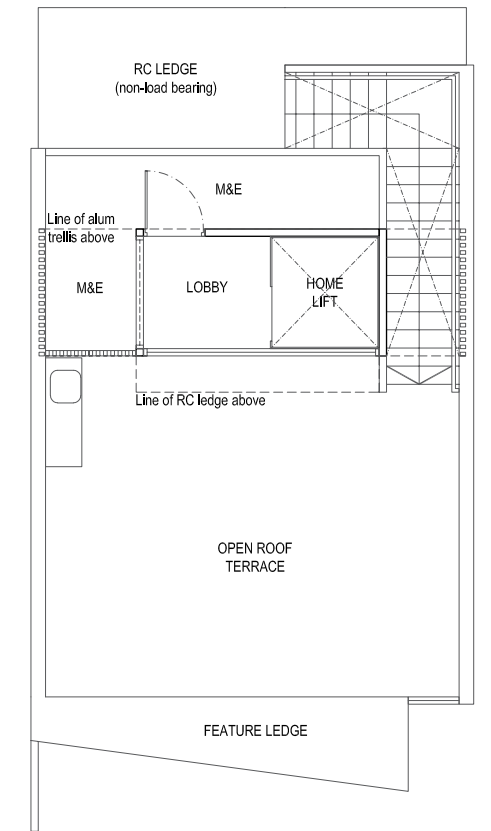 RC LEDGE
(non-load bearing)
M&E
Line of alum
trellis above
M&E
LOBBY
HOME
LIFT
Line of RC ledge above
OPEN ROOF
TERRACE
FEATURE LEDGE